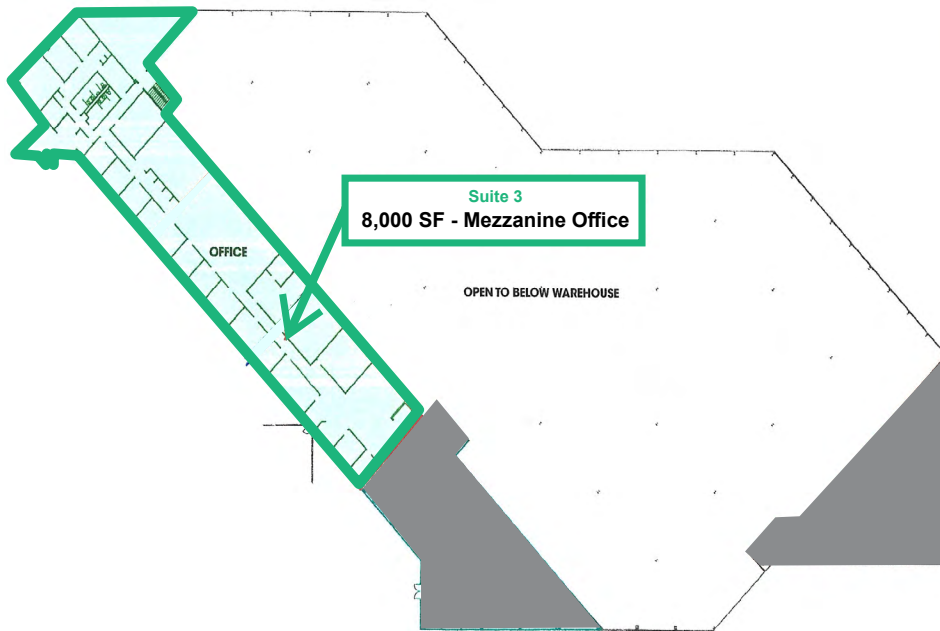 Suite 3
8,000 SF - Mezzanine Office
OFFICE
OPEN TO BELOW WAREHOUSE